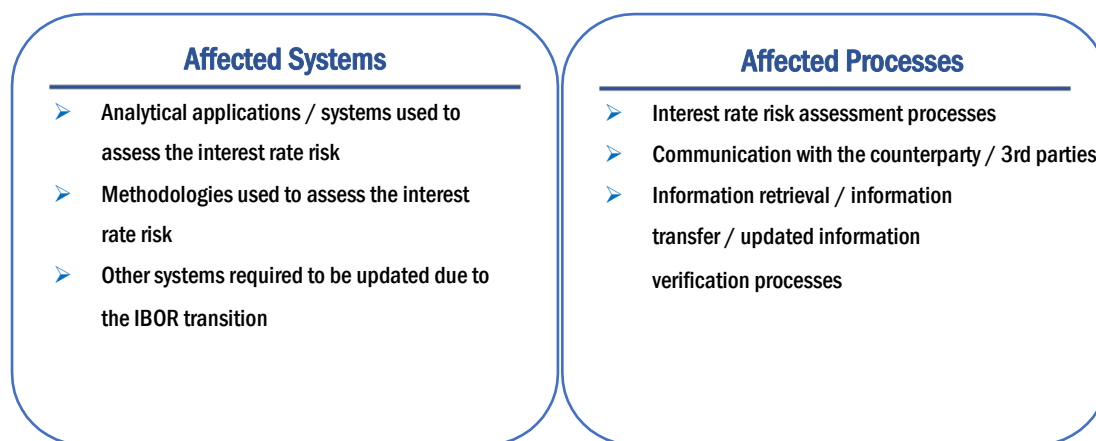 Affected Systems
➢ Analytical applications / systems used to
assess the interest rate risk
➢ Methodologies used to assess the interest
rate risk
➢ Other systems required to be updated due to
the IBOR transition
Affected Processes
➢ Interest rate risk assessment processes
➢ Communication with the counterparty / 3rd parties
➢ Information retrieval / information
transfer / updated information
verification processes